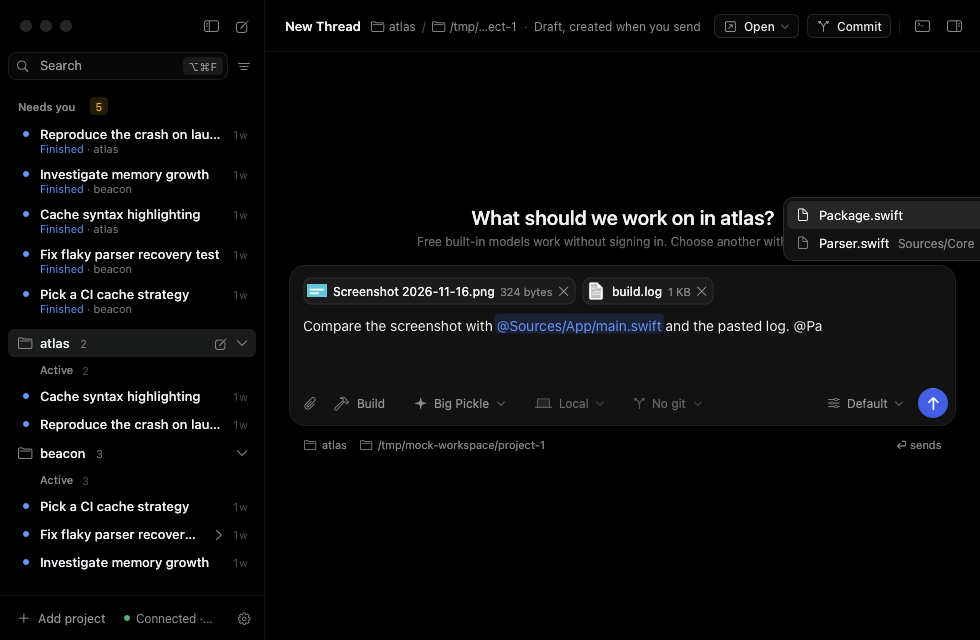 New Thread atlas / /tmp/…ect-1 · Draft, created when you send Open Commit
Search ⌥⌘F
Needs you 5
Reproduce the crash on lau... 1w
Finished · atlas
Investigate memory growth 1w
Finished · beacon
Cache syntax highlighting 1w
Finished · atlas
Fix flaky parser recovery test 1w
Finished · beacon
Pick a CI cache strategy 1w
Finished · beacon
atlas 2
Active 2
Cache syntax highlighting 1w
Reproduce the crash on lau... 1w
beacon 3
Active 3
Pick a CI cache strategy 1w
Fix flaky parser recover... 1w
Investigate memory growth 1w
Add project Connected ·...
What should we work on in atlas?
Free built-in models work without signing in. Choose another
Package.swift
Parser.swift Sources/Core
Screenshot 2026-11-16.png 324 bytes
build.log 1 KB
Compare the screenshot with @Sources/App/main.swift and the pasted log. @Pa
Build Big Pickle Local No git Default
atlas /tmp/mock-workspace/project-1 ↵ sends